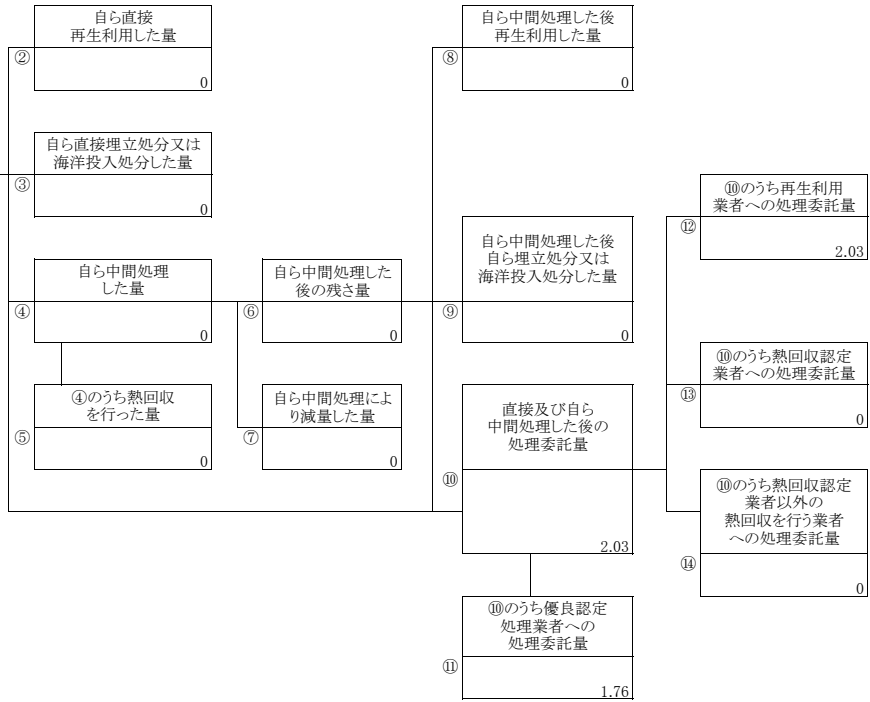 自ら直接
再生利用した量
②
0
自ら直接埋立処分又は
海洋投入処分した量
③
0
自ら中間処理
した量
④
0
④のうち熱回収
を行った量
⑤
0
自ら中間処理した
後の残さ量
⑥
0
自ら中間処理によ
り減量した量
⑦
0
自ら中間処理した後
再生利用した量
⑧
0
自ら中間処理した後
自ら埋立処分又は
海洋投入処分した量
⑨
0
直接及び自ら
中間処理した後の
処理委託量
⑩
2.03
⑩のうち優良認定
処理業者への
処理委託量
⑪
1.76
⑩のうち再生利用
業者への処理委託量
⑫
2.03
⑩のうち熱回収認定
業者への処理委託量
⑬
0
⑩のうち熱回収認定
業者以外の
熱回収を行う業者
への処理委託量
⑭
0